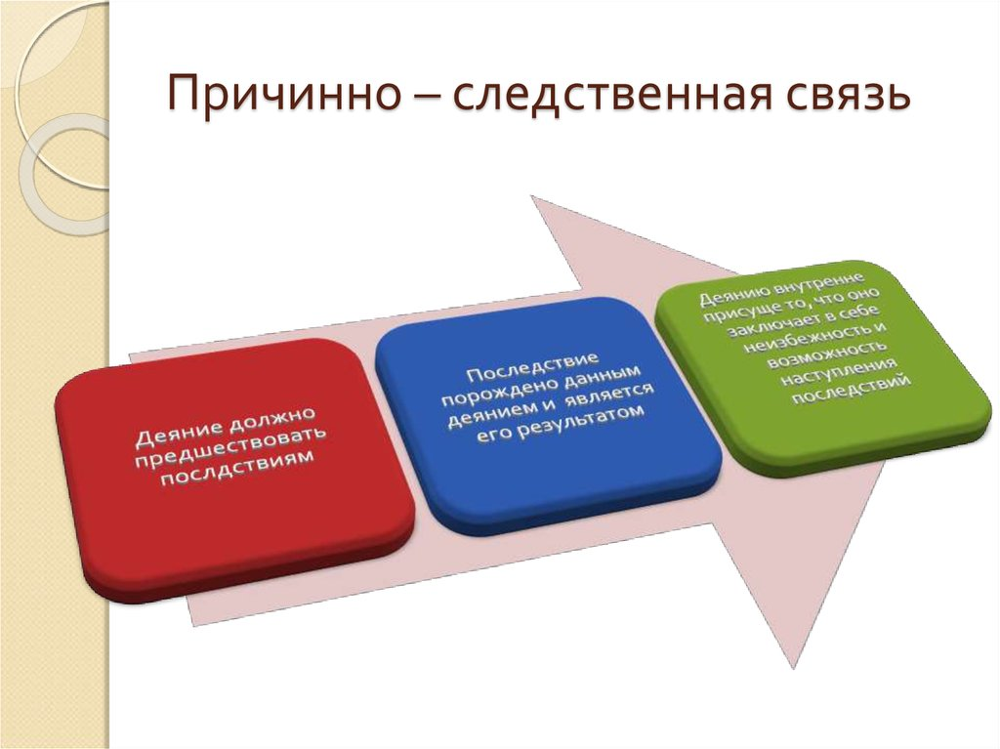 Причинно – следственная связь
Деяние должно
предшествовать
послдствиям
Последствие
порождено данным
деянием и является
его результатом
Деянию внутренне
присуще то, что оно
заключает в себе
неизбежность и
возможность
наступления
последствий